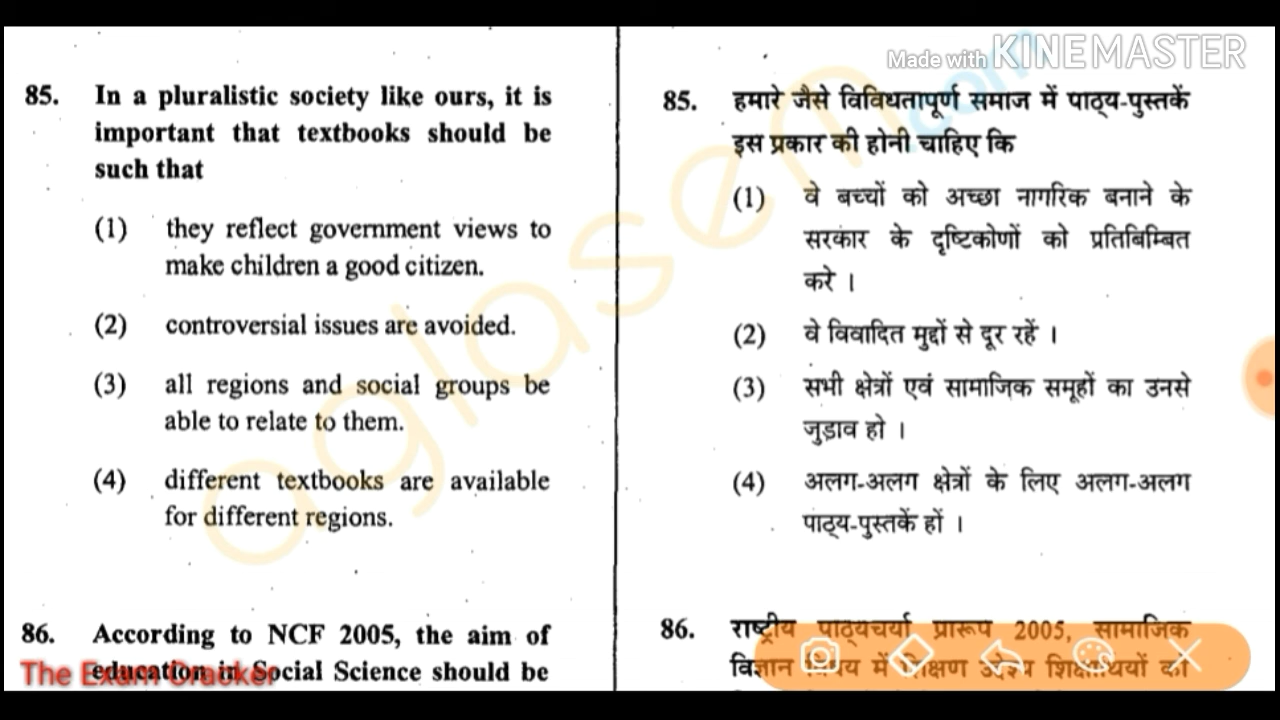 Made with KINEMASTER
85. In a pluralistic society like ours, it is
important that textbooks should be
such that
(1) they reflect government views to
make children a good citizen.
(2) controversial issues are avoided.
(3) all regions and social groups be
able to relate to them.
(4) different textbooks are available
for different regions.
86. According to NCF 2005, the aim of
education in Social Science should be
The Exam Cracker
85. हमारे जैसे विविधतापूर्ण समाज में पाठ्य-पुस्तकें
इस प्रकार की होनी चाहिए कि
(1) वे बच्चों को अच्छा नागरिक बनाने के
सरकार के दृष्टिकोणों को प्रतिबिम्बित
करे ।
(2) वे विवादित मुद्दों से दूर रहें ।
(3) सभी क्षेत्रों एवं सामाजिक समूहों का उनसे
जुड़ाव हो ।
(4) अलग-अलग क्षेत्रों के लिए अलग-अलग
पाठ्य-पुस्तकें हों ।
86. राष्ट्रीय पाठ्यचर्या प्रारूप 2005, सामाजिक
विज्ञान विषय में शिक्षण उद्देश्य शिक्षार्थियों को
aglasem.com